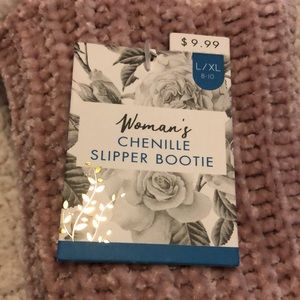 $9.99
L/XL
8-10
Woman's
CHENILLE
SLIPPER BOOTIE